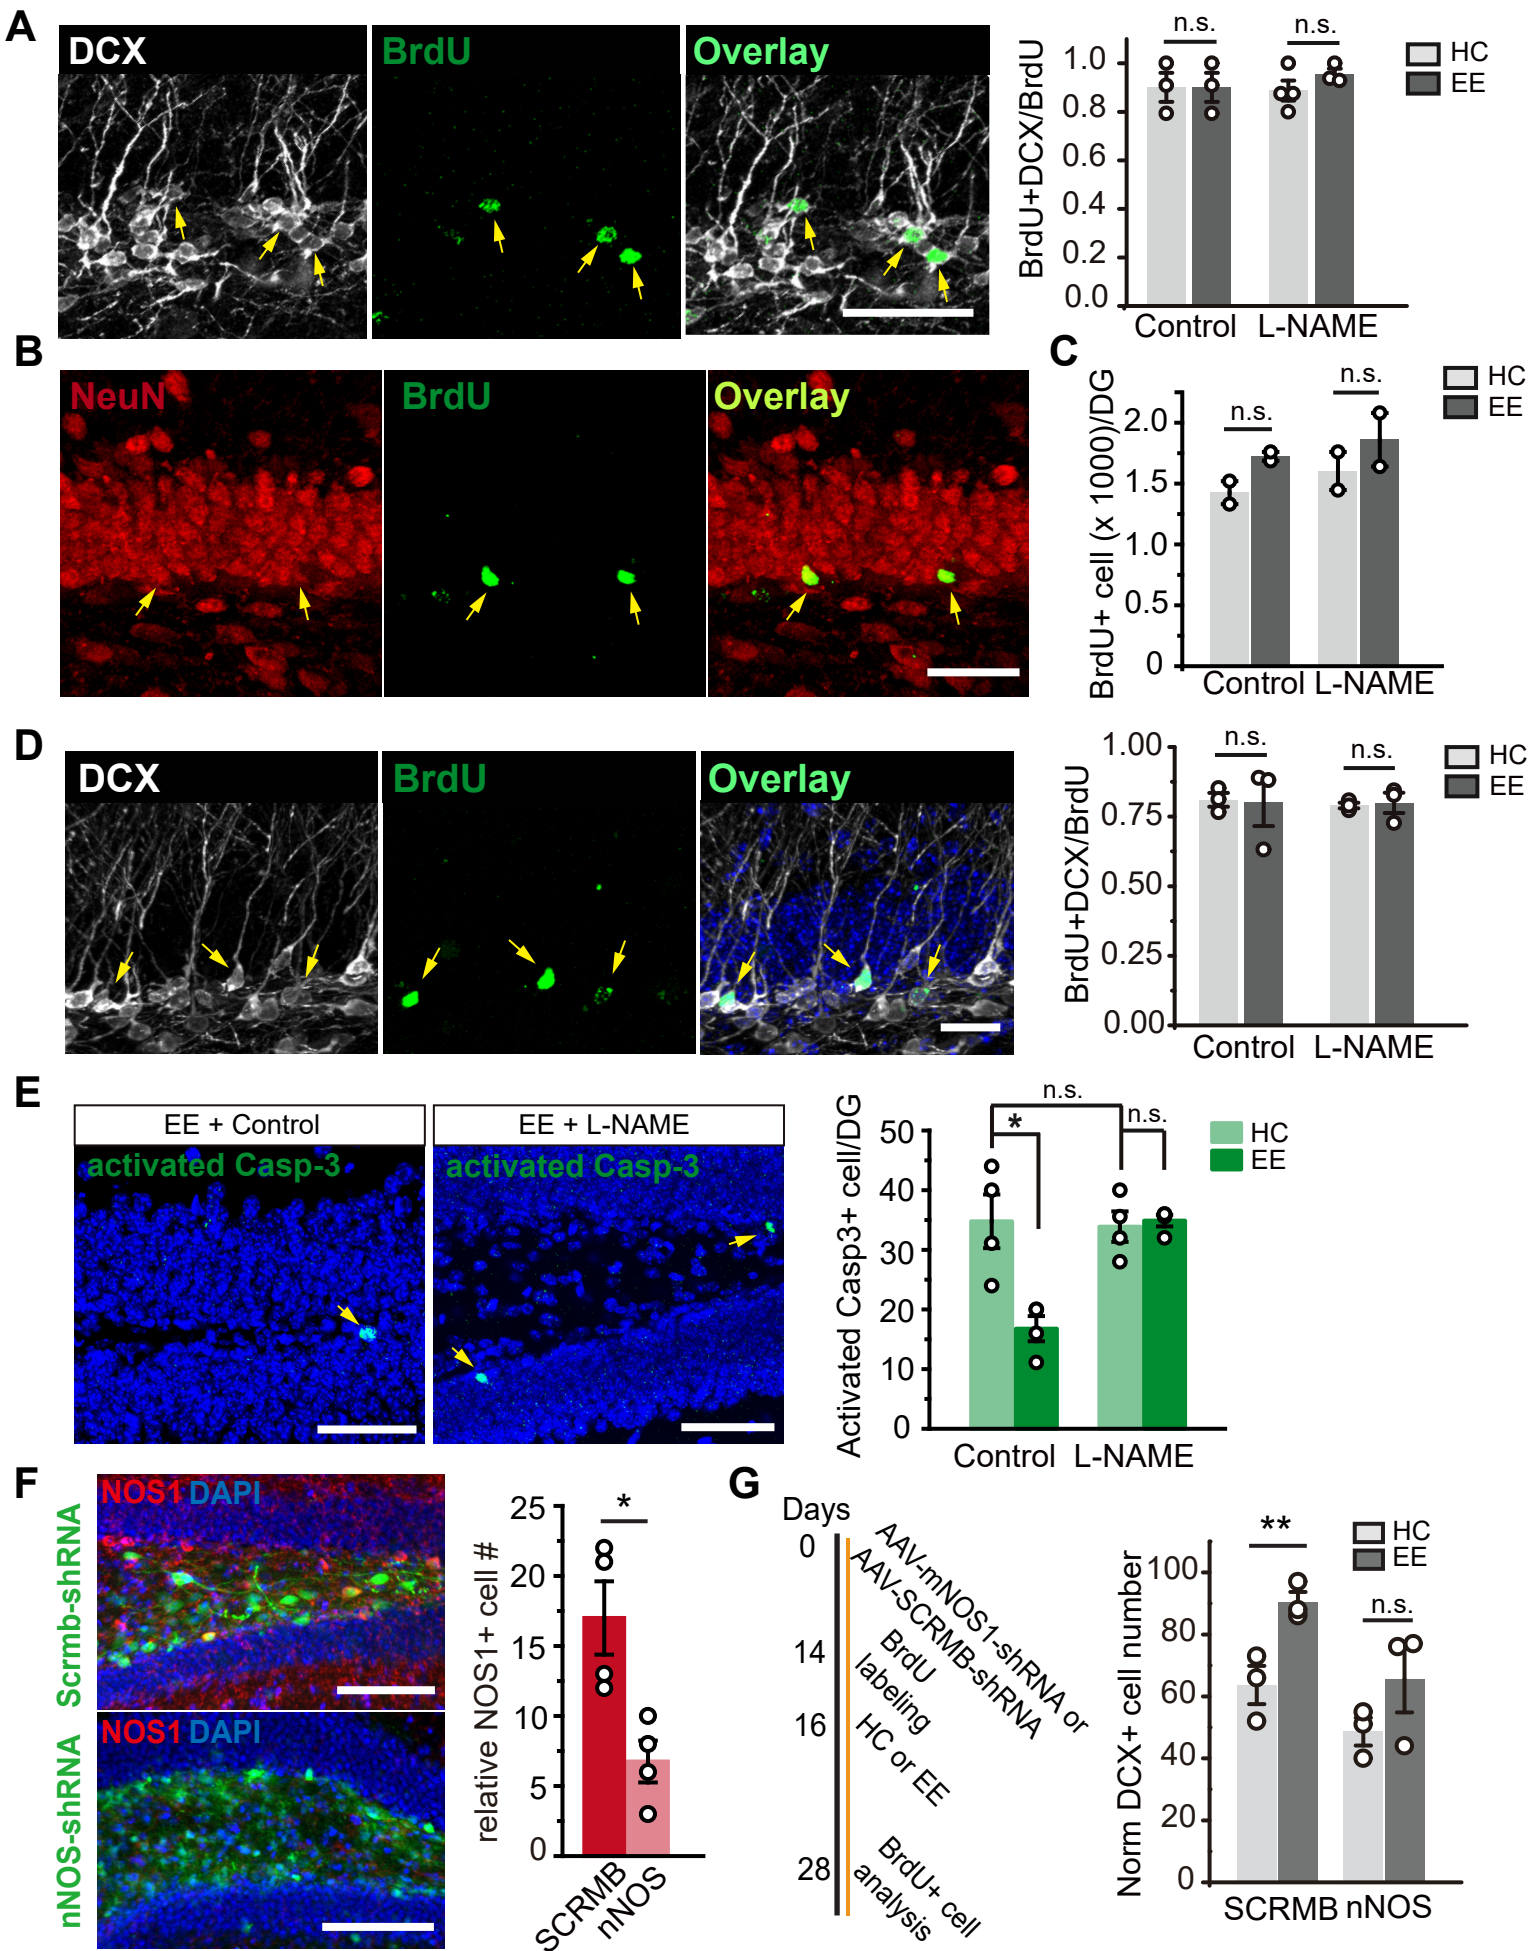 A
DCX
BrdU
Overlay
BrdU+DCX/BrdU
1.0
0.8
0.6
0.4
0.2
0.0
n.s.
n.s.
HC
EE
Control
L-NAME
B
NeuN
BrdU
Overlay
C
BrdU+ cell (x 1000)/DG
2.0
1.5
1.0
0.5
0
n.s.
n.s.
HC
EE
Control
L-NAME
D
DCX
BrdU
Overlay
BrdU+DCX/BrdU
1.00
0.75
0.50
0.25
0.00
n.s.
n.s.
HC
EE
Control
L-NAME
E
EE + Control
activated Casp-3
EE + L-NAME
activated Casp-3
Activated Casp3+ cell/DG
50
40
30
20
10
0
n.s.
*
n.s.
HC
EE
Control
L-NAME
F
Scrmb-shRNA
NOS1 DAPI
nNOS-shRNA
NOS1 DAPI
relative NOS1+ cell #
25
20
15
10
5
0
*
SCRMB
nNOS
G
Days
0
14
16
28
AAV-mNOS1-shRNA or
AAV-SCRMB-shRNA
BrdU
labeling
HC or EE
BrdU+ cell
analysis
Norm DCX+ cell number
100
80
60
40
20
0
**
n.s.
HC
EE
SCRMB
nNOS